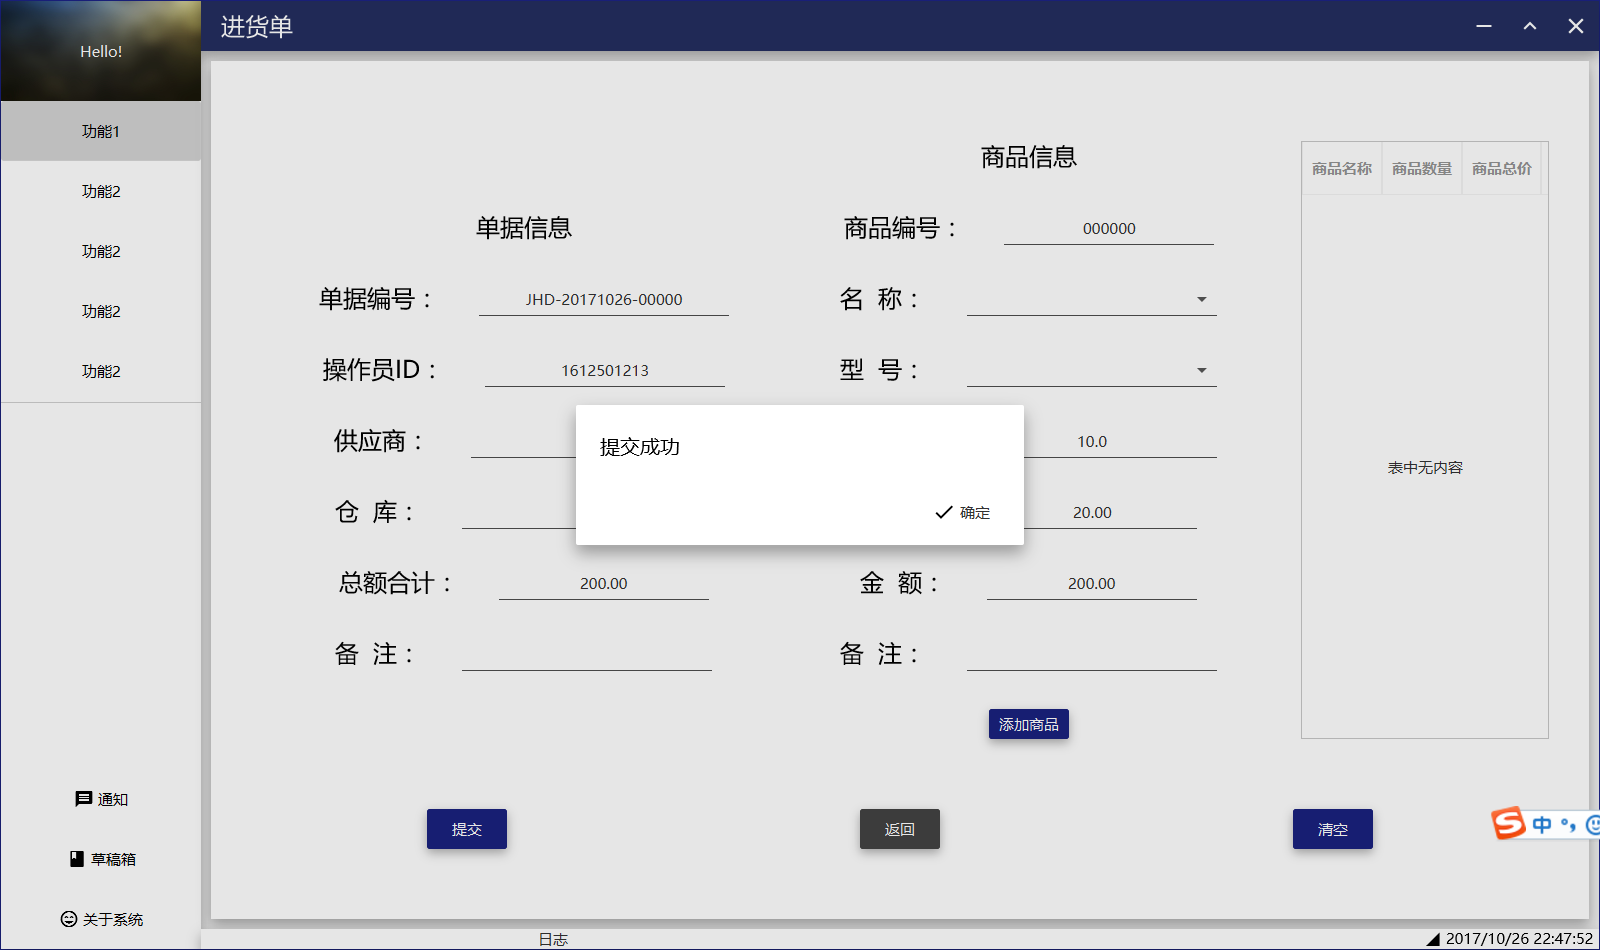 Hello!
进货单
功能1
功能2
功能2
功能2
功能2
通知
草稿箱
关于系统
单据信息
单据编号：
JHD-20171026-00000
操作员ID：
1612501213
供应商：
仓 库：
总额合计：
200.00
备 注：
商品信息
商品编号：
000000
名 称：
型 号：
10.0
20.00
金 额：
200.00
备 注：
添加商品
商品名称 商品数量 商品总价
表中无内容
提交成功
确定
提交
返回
清空
中
日志
2017/10/26 22:47:52